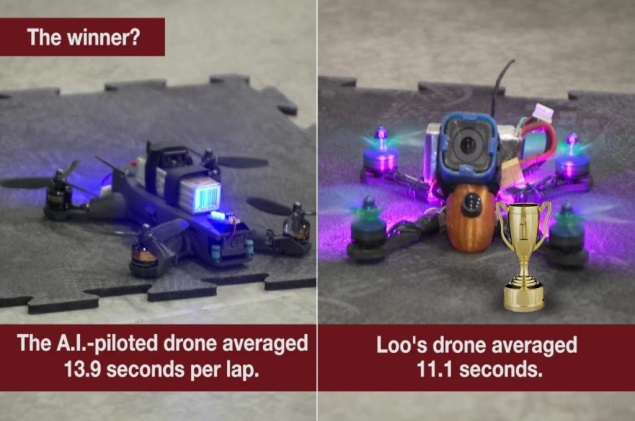 The winner?
The A.I.-piloted drone averaged
13.9 seconds per lap.
Loo's drone averaged
11.1 seconds.